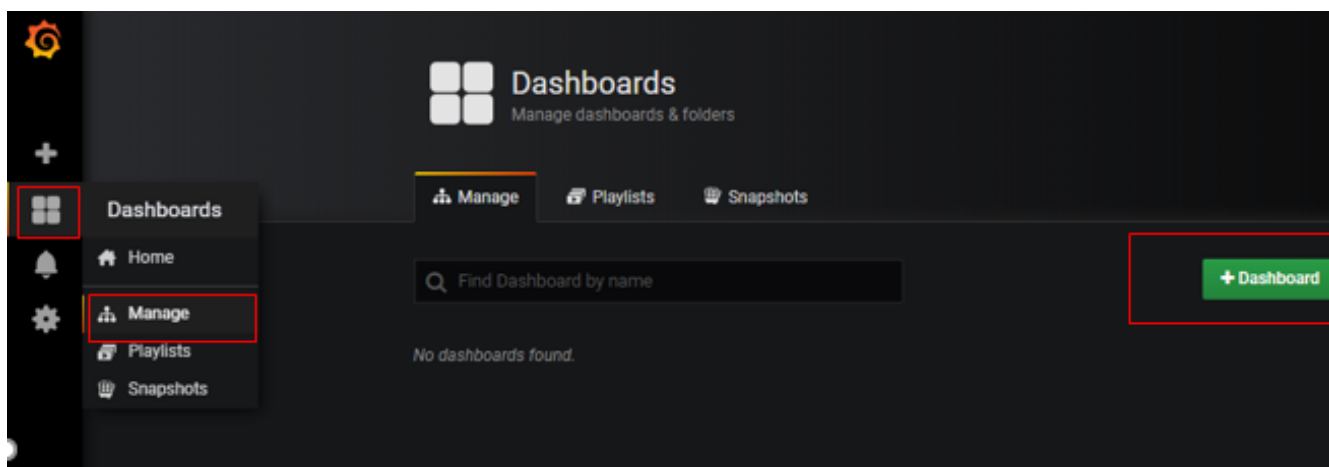 Dashboards
Manage dashboards & folders
Manage
Playlists
Snapshots
Dashboards
Home
Manage
Playlists
Snapshots
Find Dashboard by name
+ Dashboard
No dashboards found.